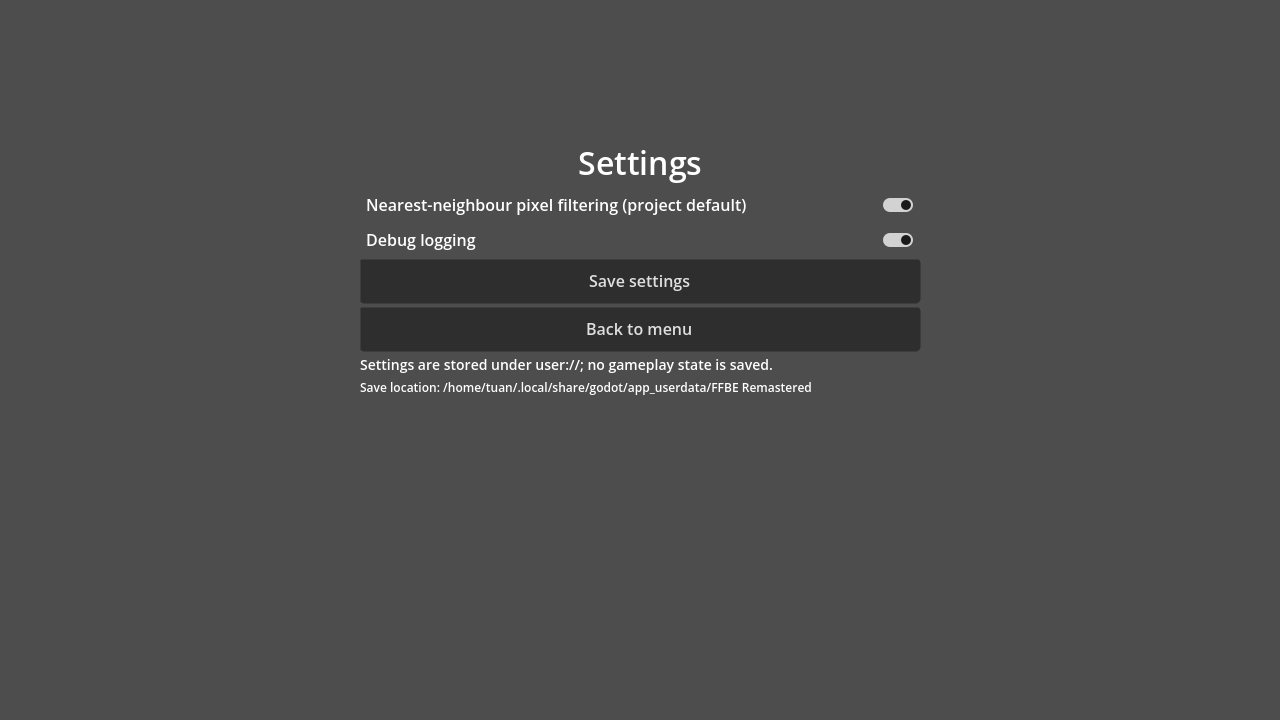 Settings
Nearest-neighbour pixel filtering (project default)
Debug logging
Save settings
Back to menu
Settings are stored under user://; no gameplay state is saved.
Save location: /home/tuan/.local/share/godot/app_userdata/FFBE Remastered